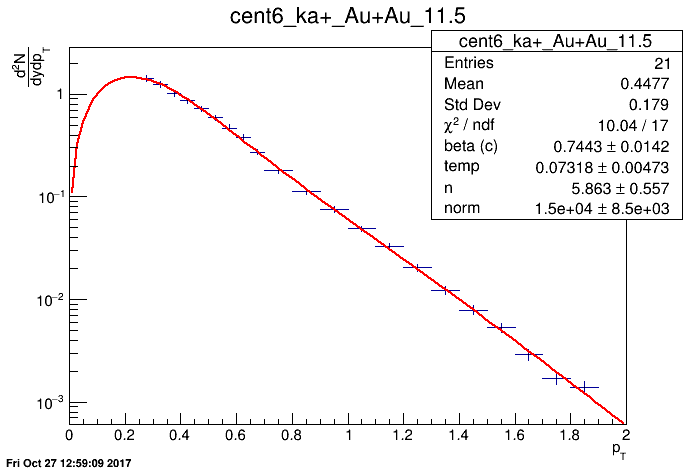 cent6_ka+_Au+Au_11.5
d²N
dydp_T
cent6_ka+_Au+Au_11.5
Entries 21
Mean 0.4477
Std Dev 0.179
χ² / ndf 10.04 / 17
beta (c) 0.7443 ± 0.0142
temp 0.07318 ± 0.00473
n 5.863 ± 0.557
norm 1.5e+04 ± 8.5e+03
1
10⁻¹
10⁻²
10⁻³
0 0.2 0.4 0.6 0.8 1 1.2 1.4 1.6 1.8 2
p_T
Fri Oct 27 12:59:09 2017